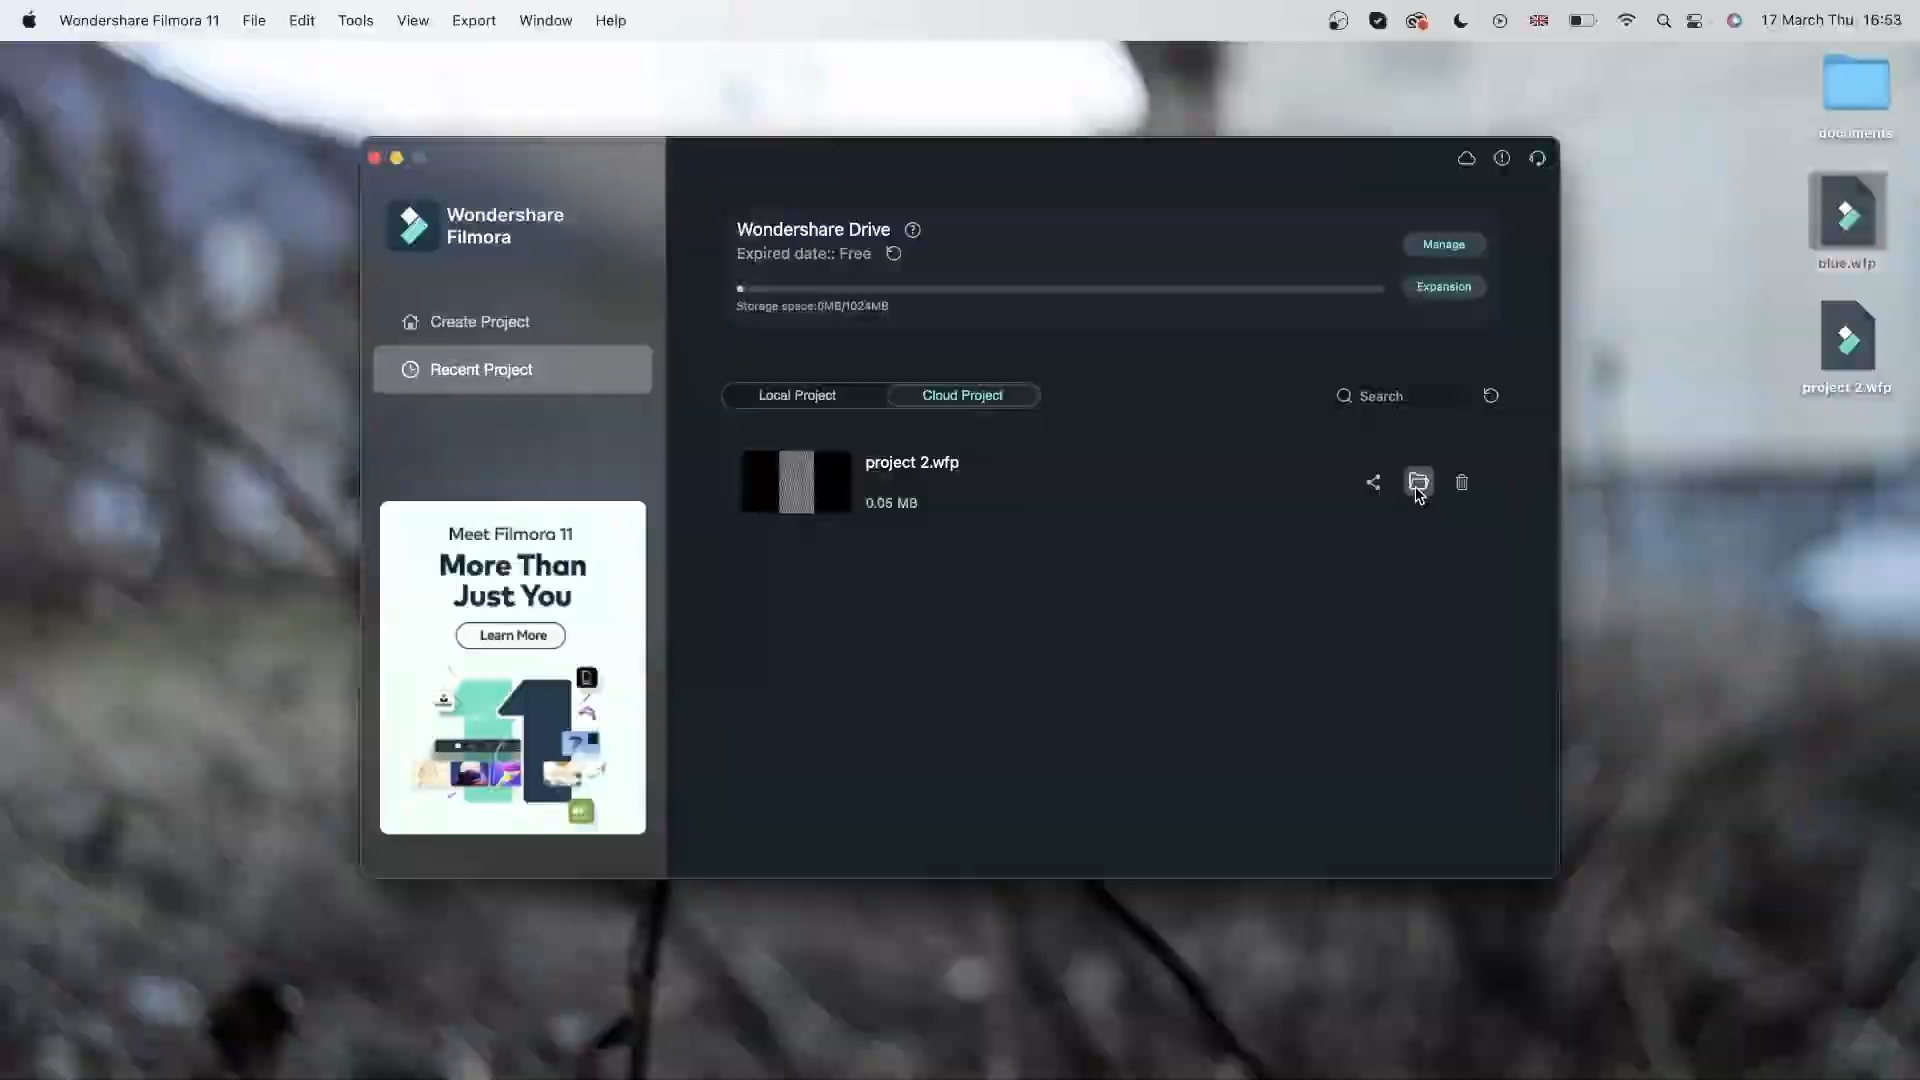 Wondershare Filmora 11 File Edit Tools View Export Window Help 17 March Thu 16:53
documents
blue.wfp
project 2.wfp
Wondershare
Filmora
Create Project
Recent Project
Meet Filmora 11
More Than
Just You
Learn More
Wondershare Drive
Expired date:: Free
Storage space:0MB/1024MB
Manage
Expansion
Local Project Cloud Project Search
project 2.wfp
0.05 MB